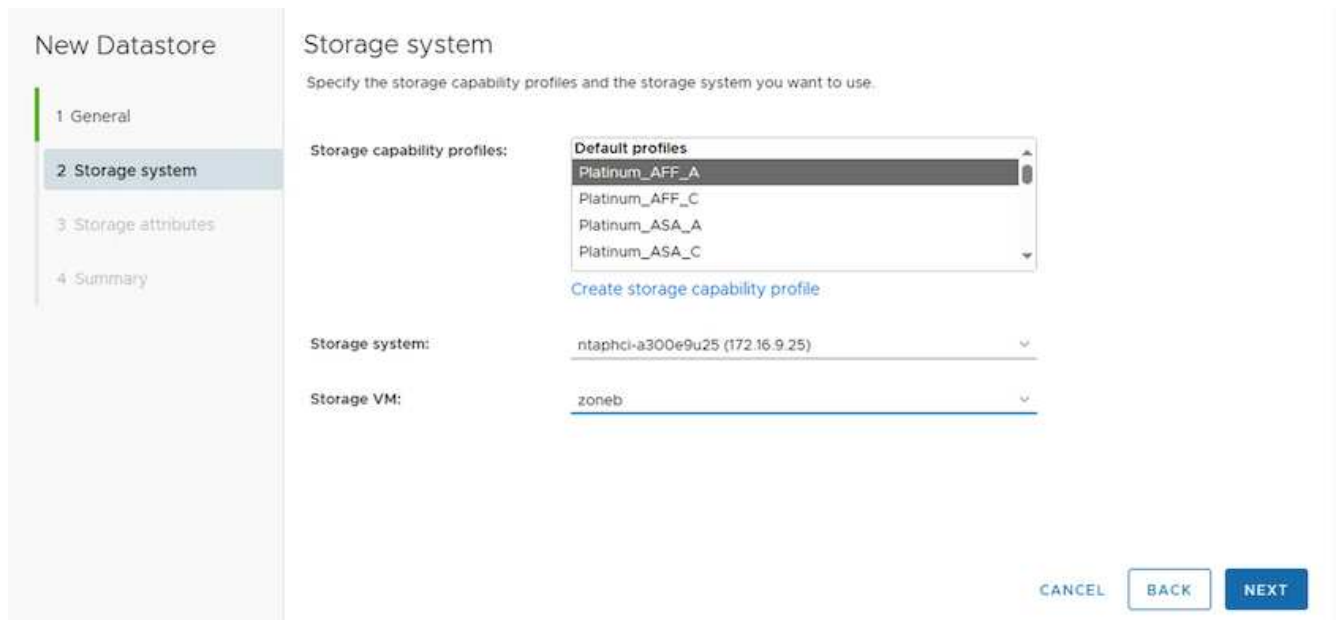 New Datastore
1 General
2 Storage system
3 Storage attributes
4 Summary
Storage system
Specify the storage capability profiles and the storage system you want to use.
Storage capability profiles:
Default profiles
Platinum_AFF_A
Platinum_AFF_C
Platinum_ASA_A
Platinum_ASA_C
Create storage capability profile
Storage system:
ntaphci-a300e9u25 (172.16.9.25)
Storage VM:
zoneb
CANCEL
BACK
NEXT